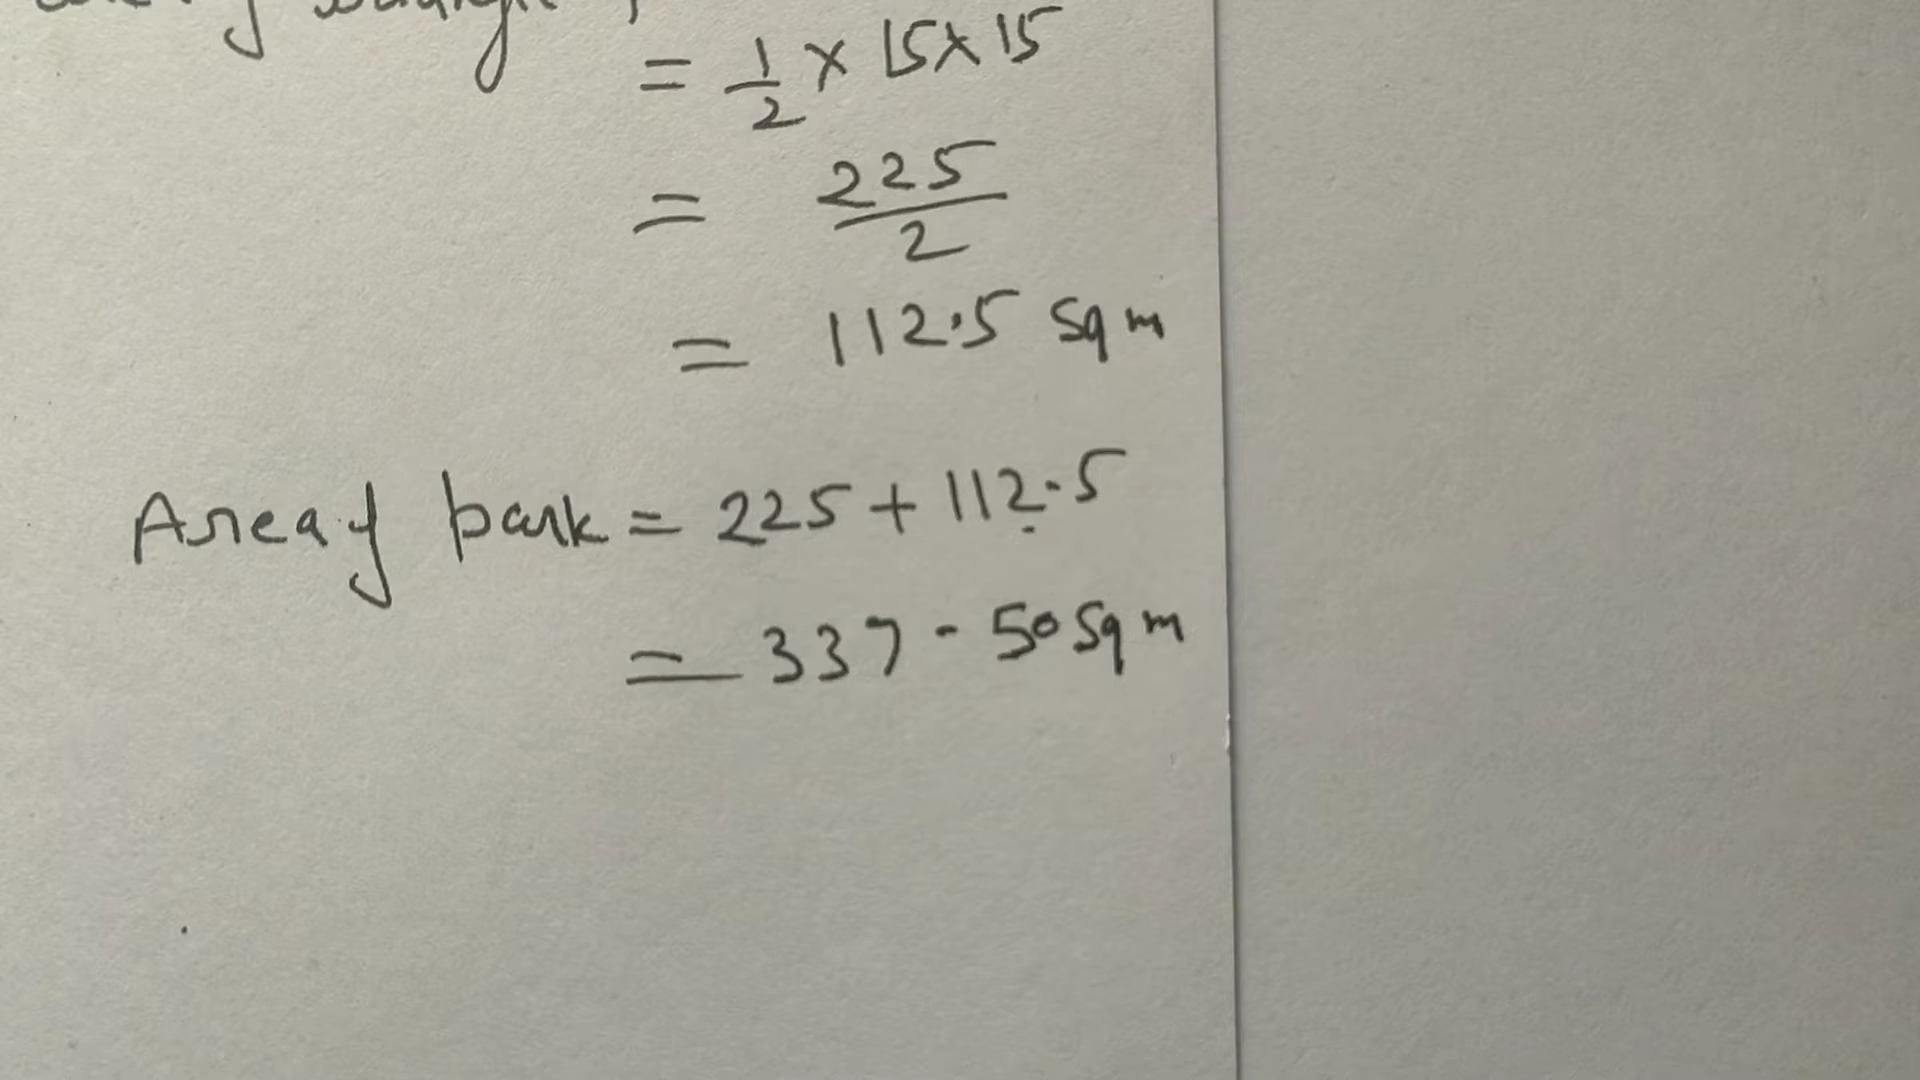 = 1/2 × 15 × 15
= 225/2
= 112.5 Sq m
Area of park = 225 + 112.5
= 337.50 Sq m